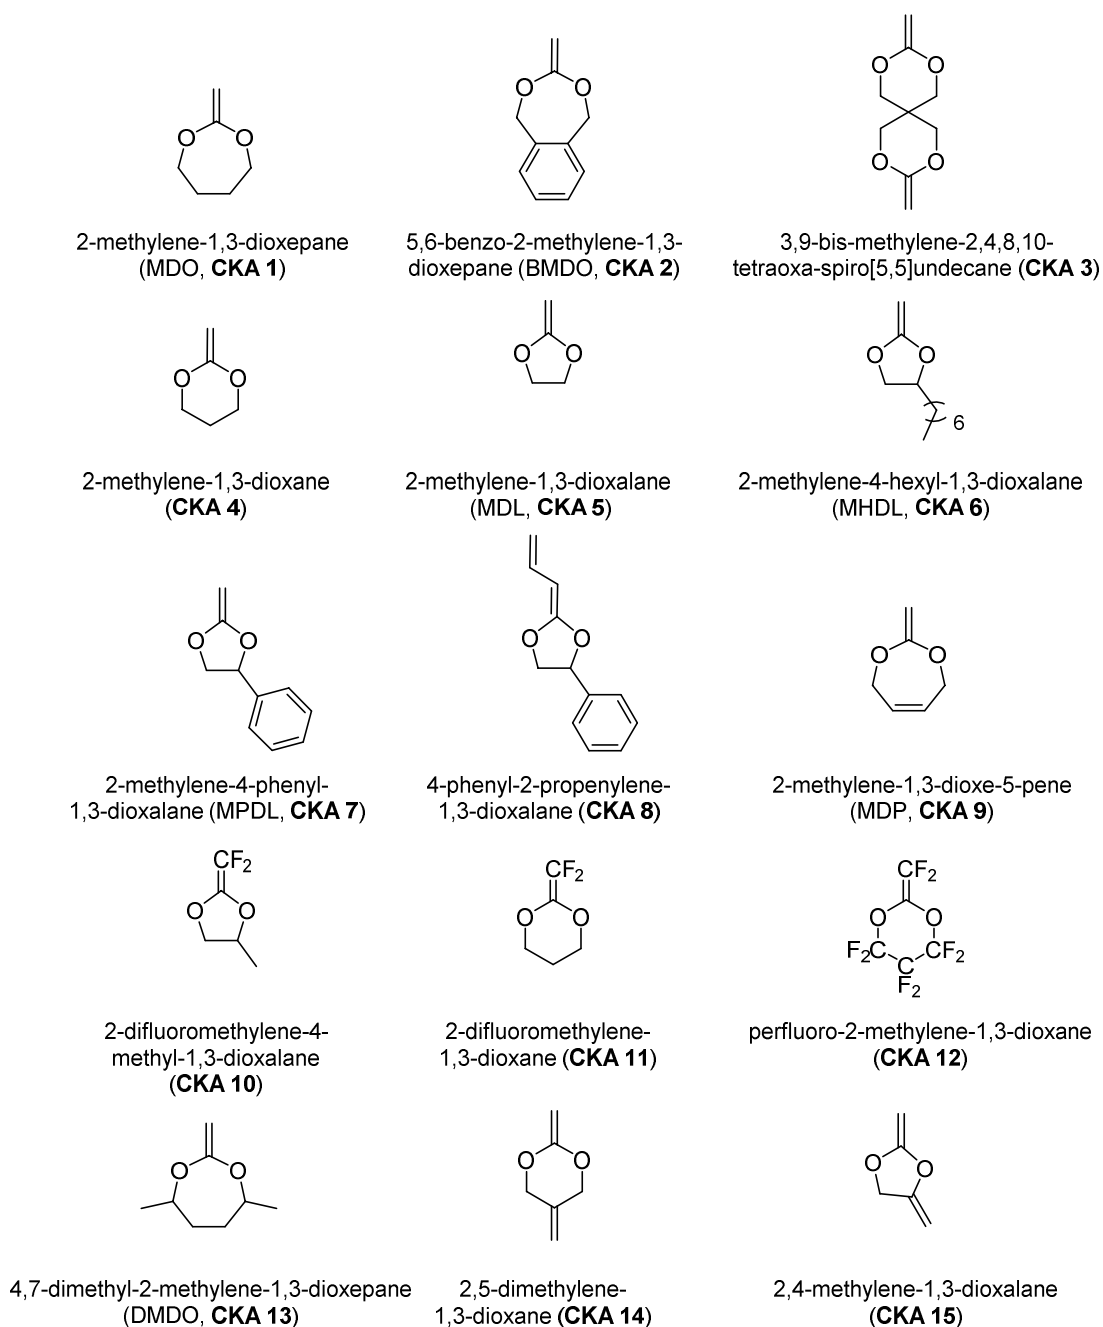 O O
O O
O O
O O
2-methylene-1,3-dioxepane
(MDO, CKA 1)
5,6-benzo-2-methylene-1,3-
dioxepane (BMDO, CKA 2)
3,9-bis-methylene-2,4,8,10-
tetraoxa-spiro[5,5]undecane (CKA 3)
O O
O O
O O
6
2-methylene-1,3-dioxane
(CKA 4)
2-methylene-1,3-dioxalane
(MDL, CKA 5)
2-methylene-4-hexyl-1,3-dioxalane
(MHDL, CKA 6)
O O
O O
O O
2-methylene-4-phenyl-
1,3-dioxalane (MPDL, CKA 7)
4-phenyl-2-propenylene-
1,3-dioxalane (CKA 8)
2-methylene-1,3-dioxe-5-pene
(MDP, CKA 9)
CF2
O O
CF2
O O
CF2
O O
F2C C CF2
F2
2-difluoromethylene-4-
methyl-1,3-dioxalane
(CKA 10)
2-difluoromethylene-
1,3-dioxane (CKA 11)
perfluoro-2-methylene-1,3-dioxane
(CKA 12)
O O
O O
O O
4,7-dimethyl-2-methylene-1,3-dioxepane
(DMDO, CKA 13)
2,5-dimethylene-
1,3-dioxane (CKA 14)
2,4-methylene-1,3-dioxalane
(CKA 15)